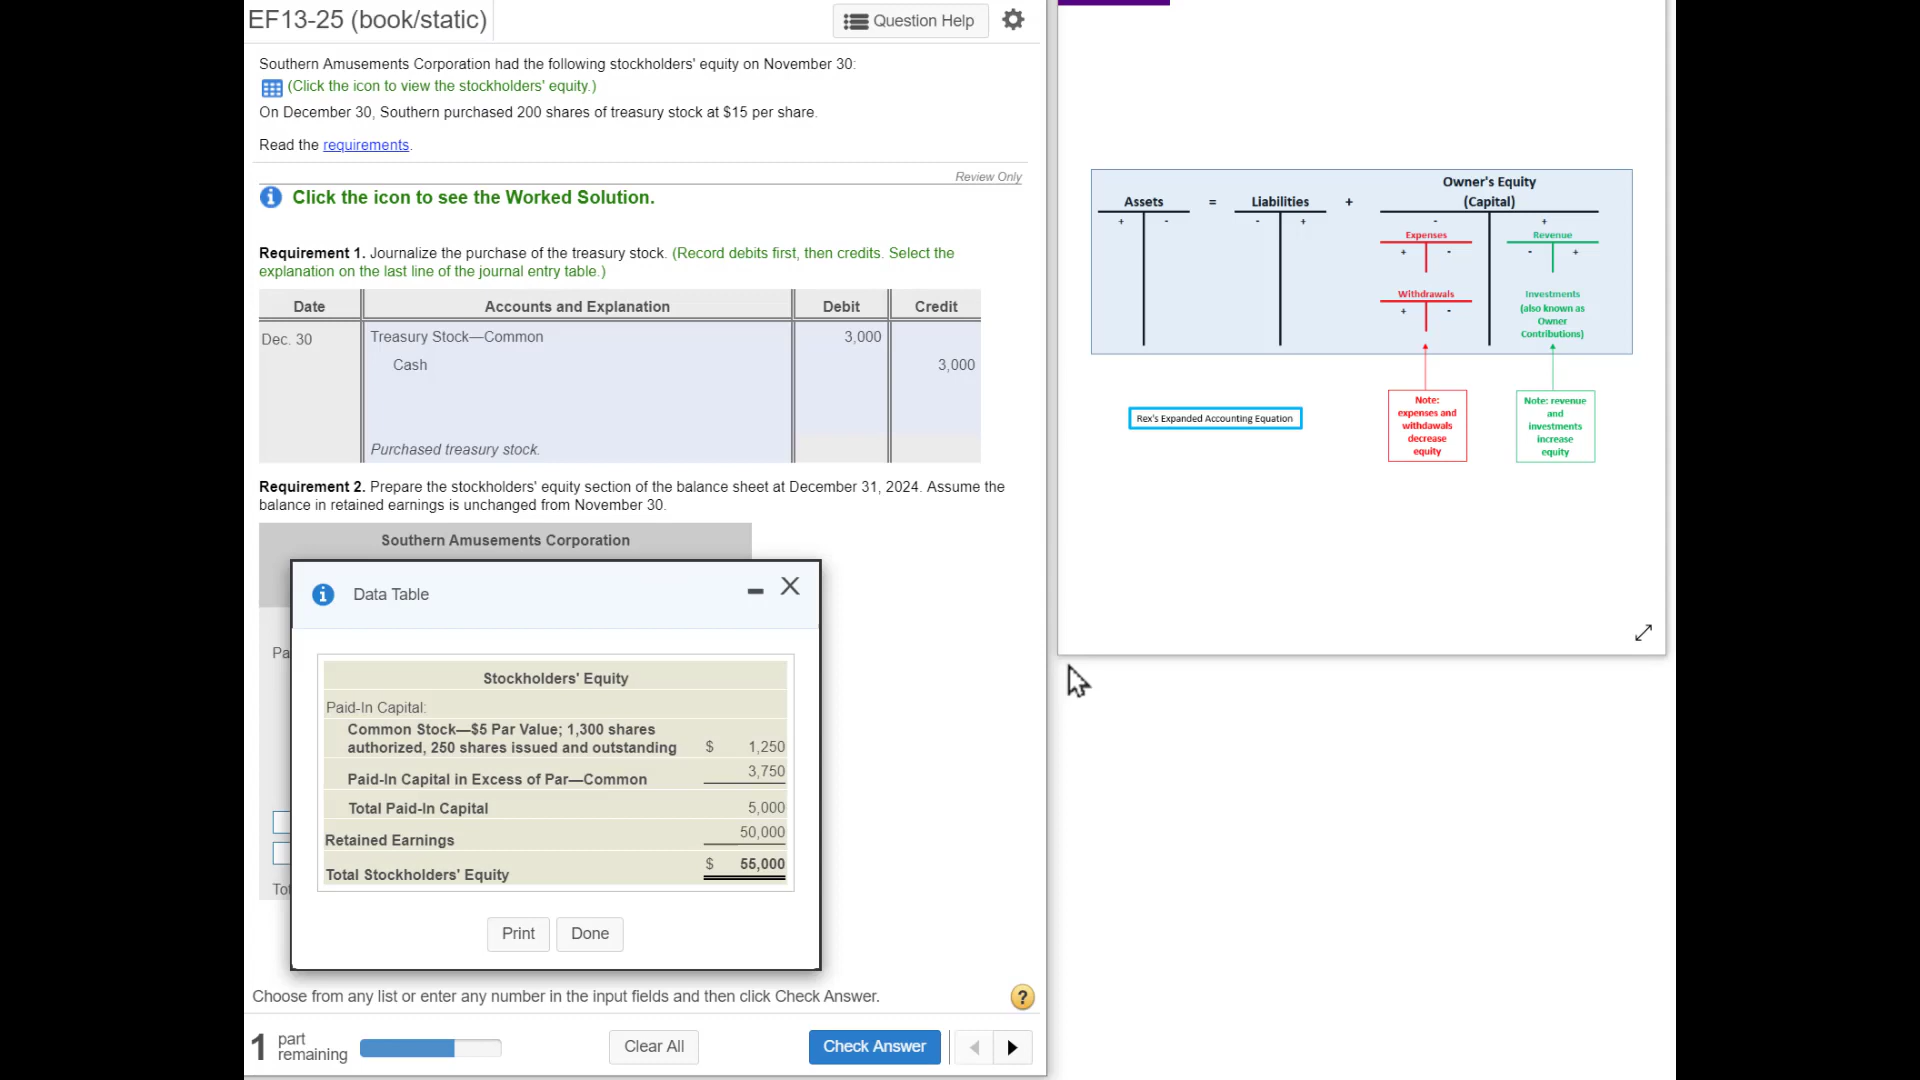 EF13-25 (book/static)
Question Help
Southern Amusements Corporation had the following stockholders' equity on November 30:
(Click the icon to view the stockholders' equity.)
On December 30, Southern purchased 200 shares of treasury stock at $15 per share.
Read the requirements.
Review Only
Click the icon to see the Worked Solution.
Requirement 1. Journalize the purchase of the treasury stock. (Record debits first, then credits. Select the
explanation on the last line of the journal entry table.)
Date Accounts and Explanation Debit Credit
Dec. 30 Treasury Stock—Common 3,000
Cash 3,000
Purchased treasury stock.
Requirement 2. Prepare the stockholders' equity section of the balance sheet at December 31, 2024. Assume the
balance in retained earnings is unchanged from November 30.
Southern Amusements Corporation
Data Table
Pa
Stockholders' Equity
Paid-In Capital:
Common Stock—$5 Par Value; 1,300 shares
authorized, 250 shares issued and outstanding $ 1,250
Paid-In Capital in Excess of Par—Common 3,750
Total Paid-In Capital 5,000
Retained Earnings 50,000
Total Stockholders' Equity $ 55,000
Tot
Print Done
Choose from any list or enter any number in the input fields and then click Check Answer.
?
1 part
remaining
Clear All
Check Answer
Owner's Equity
Assets = Liabilities + (Capital)
+ - - + - +
Expenses Revenue
+ - - +
Withdrawals Investments
+ - (also known as
Owner
Contributions)
Rex's Expanded Accounting Equation
Note:
expenses and
withdawals
decrease
equity
Note: revenue
and
investments
increase
equity